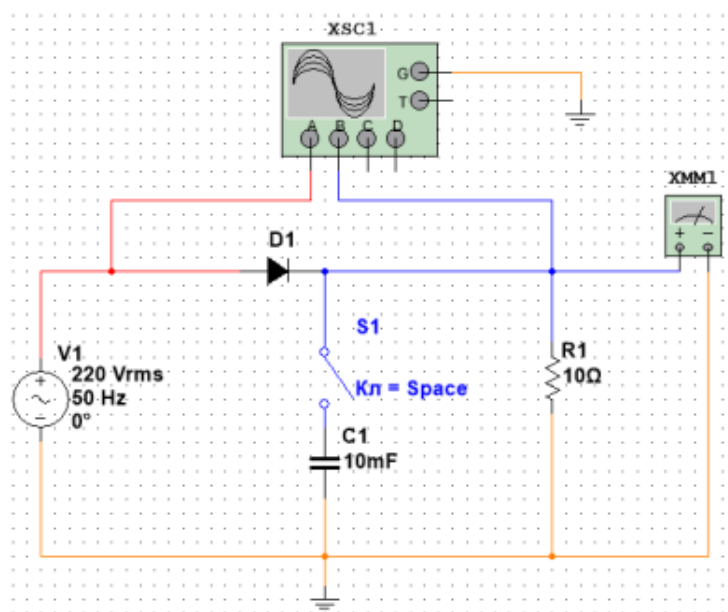 XSC1
G
T
A B C D
XMM1
+ −
D1
S1
Кл = Space
V1
220 Vrms
50 Hz
0°
+
−
R1
10Ω
C1
10mF